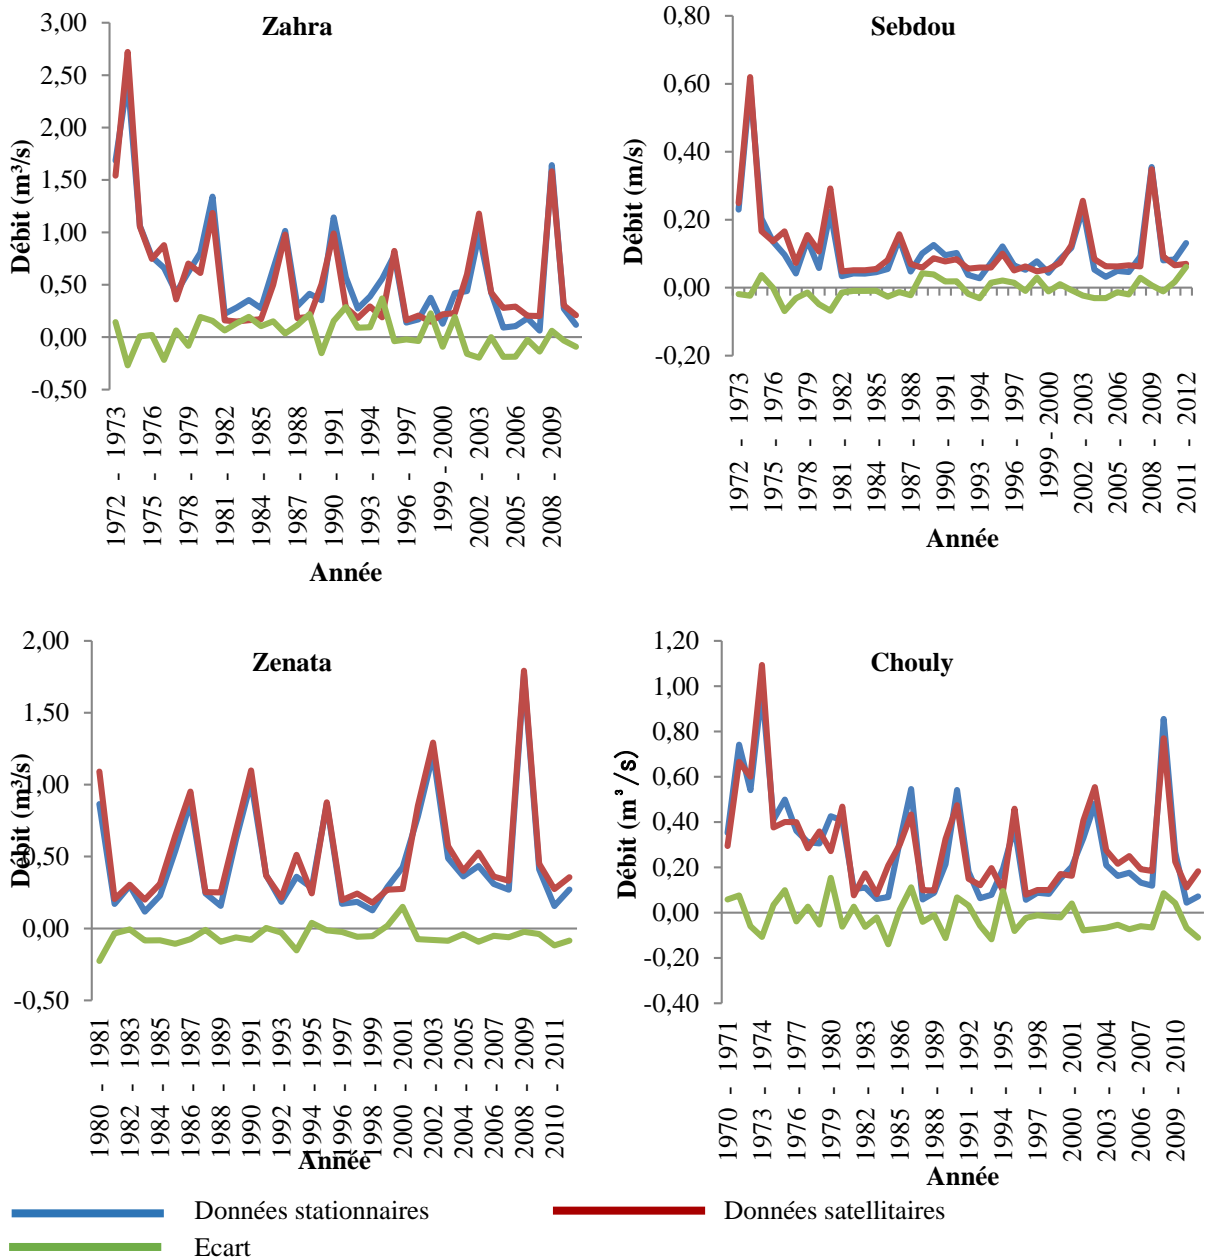 Zahra
Débit (m³/s)
3,00
2,50
2,00
1,50
1,00
0,50
0,00
-0,50
1972 - 1973
1975 - 1976
1978 - 1979
1981 - 1982
1984 - 1985
1987 - 1988
1990 - 1991
1993 - 1994
1996 - 1997
1999 - 2000
2002 - 2003
2005 - 2006
2008 - 2009
Année
Sebdou
Débit (m/s)
0,80
0,60
0,40
0,20
0,00
-0,20
1972 - 1973
1975 - 1976
1978 - 1979
1981 - 1982
1984 - 1985
1987 - 1988
1990 - 1991
1993 - 1994
1996 - 1997
1999 - 2000
2002 - 2003
2005 - 2006
2008 - 2009
2011 - 2012
Année
Zenata
Débit (m³/s)
2,00
1,50
1,00
0,50
0,00
-0,50
1980 - 1981
1982 - 1983
1984 - 1985
1986 - 1987
1988 - 1989
1990 - 1991
1992 - 1993
1994 - 1995
1996 - 1997
1998 - 1999
2000 - 2001
2002 - 2003
2004 - 2005
2006 - 2007
2008 - 2009
2010 - 2011
Année
Chouly
Débit (m³/s)
1,20
1,00
0,80
0,60
0,40
0,20
0,00
-0,20
-0,40
1970 - 1971
1973 - 1974
1976 - 1977
1979 - 1980
1982 - 1983
1985 - 1986
1988 - 1989
1991 - 1992
1994 - 1995
1997 - 1998
2000 - 2001
2003 - 2004
2006 - 2007
2009 - 2010
Année
Données stationnaires
Données satellitaires
Ecart